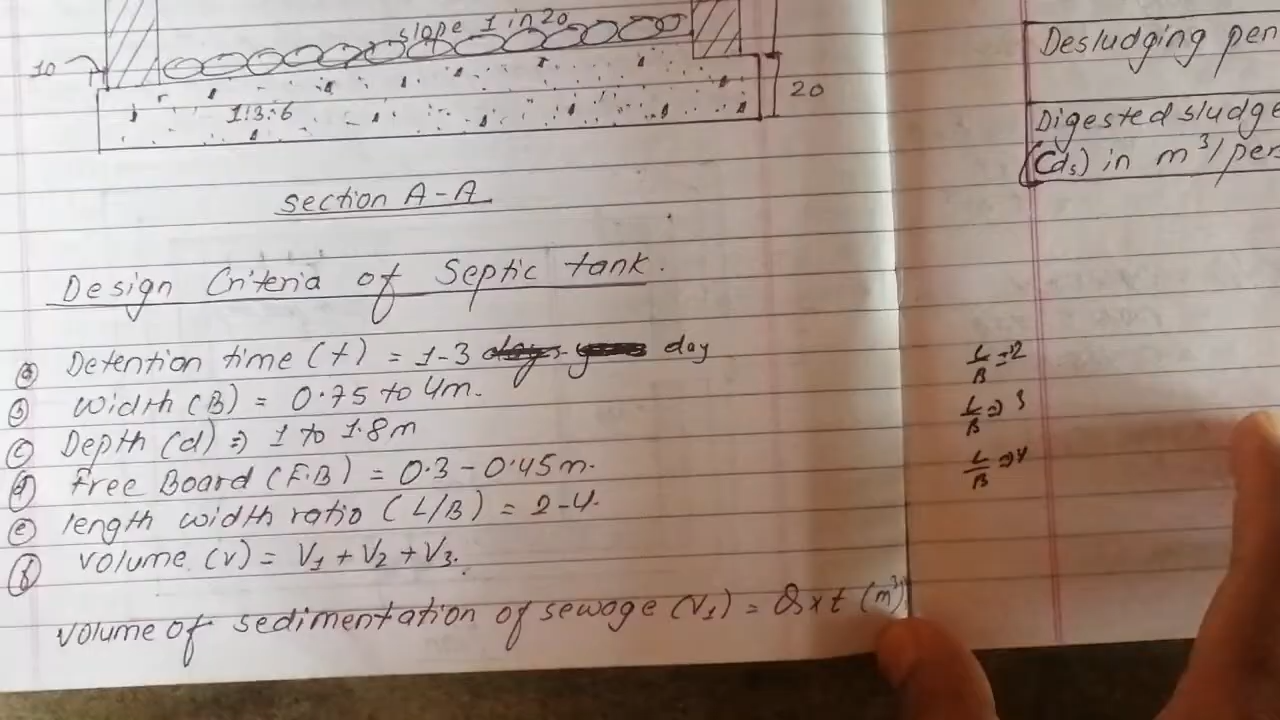 slope 1 in 20
10
1:3:6
20
section A-A
Design Criteria of Septic tank.
a Detention time (t) = 1-3 day
b width (B) = 0.75 to 4m.
c Depth (d) => 1 to 1.8m
d free Board (F.B) = 0.3 - 0.45m.
e length width ratio (L/B) = 2-4.
f volume (v) = V1 + V2 + V3.
volume of sedimentation of sewage (V1) = Q x t (m3)
Desludging
Digested sludge
(Cds) in m3/
L/B => 2
L/B => 3
L/B => 4